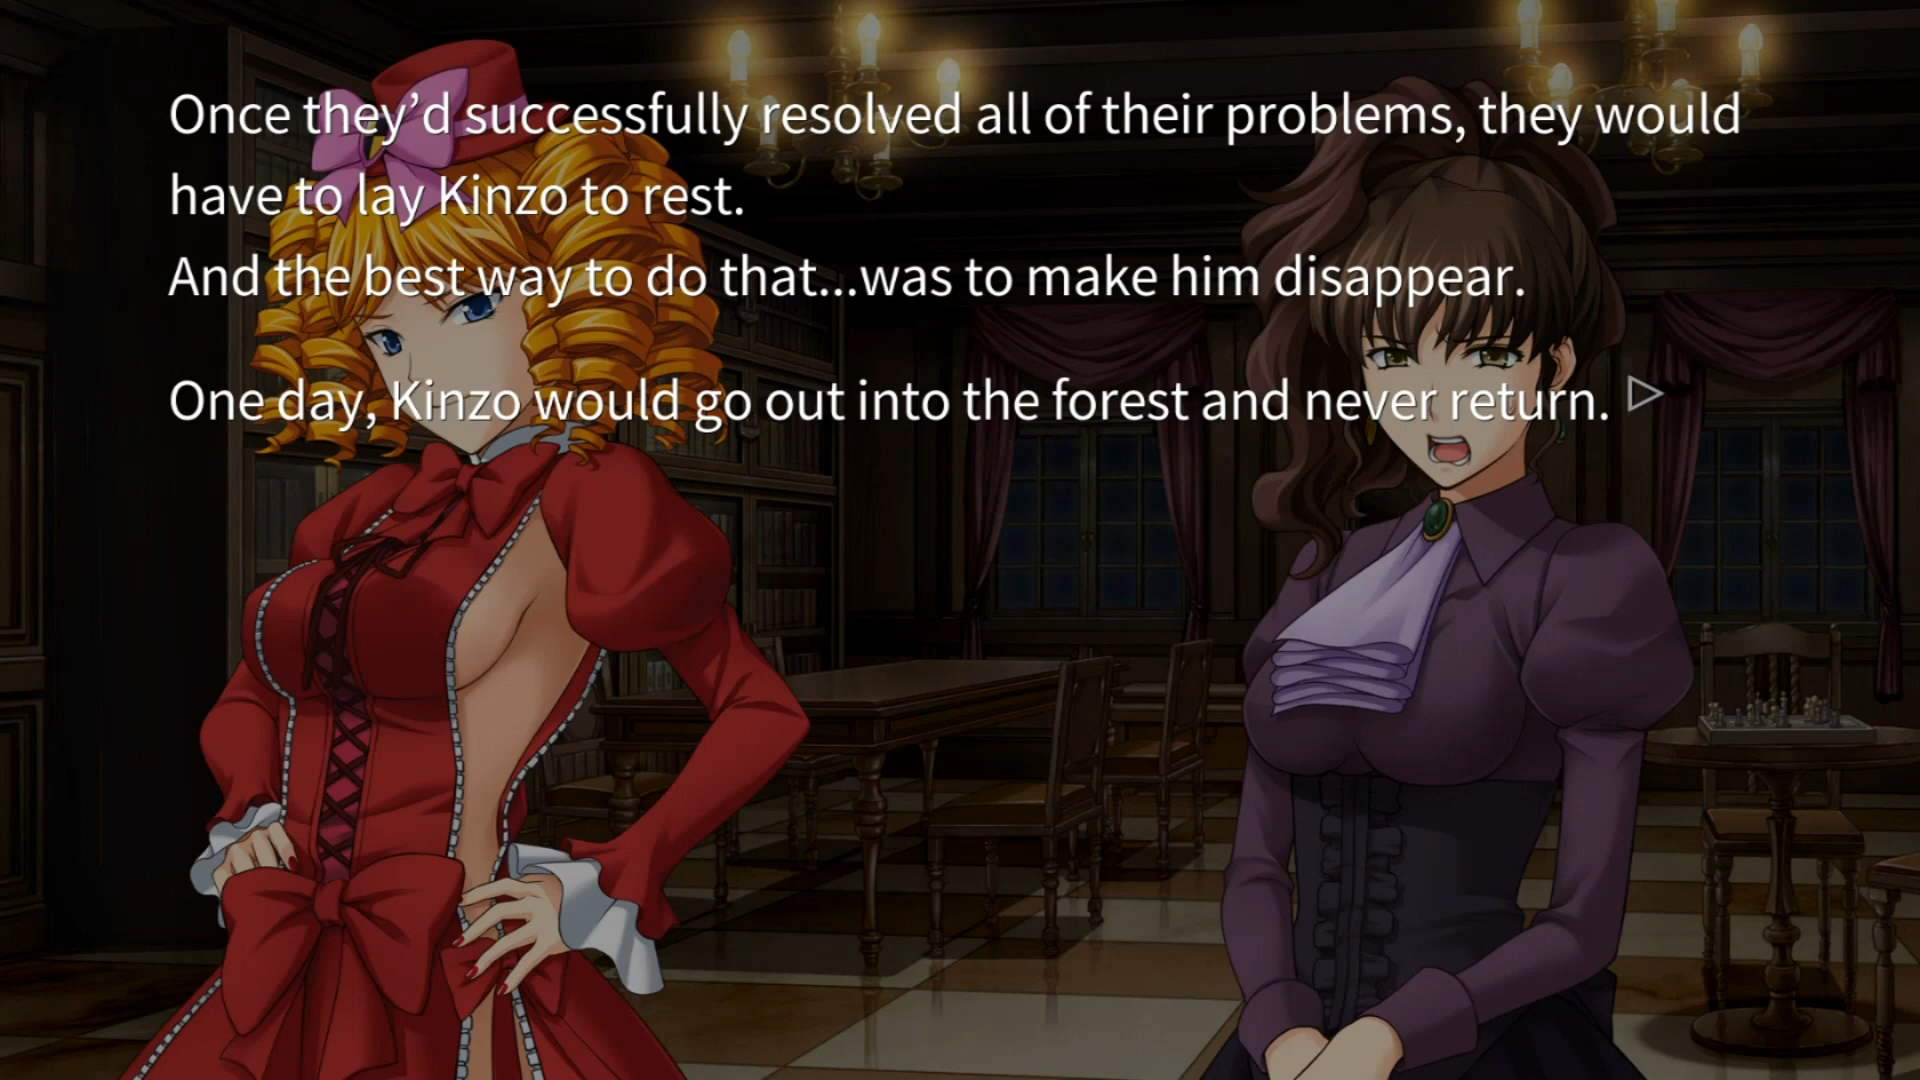 Once they’d successfully resolved all of their problems, they would
have to lay Kinzo to rest.
And the best way to do that...was to make him disappear.
One day, Kinzo would go out into the forest and never return.